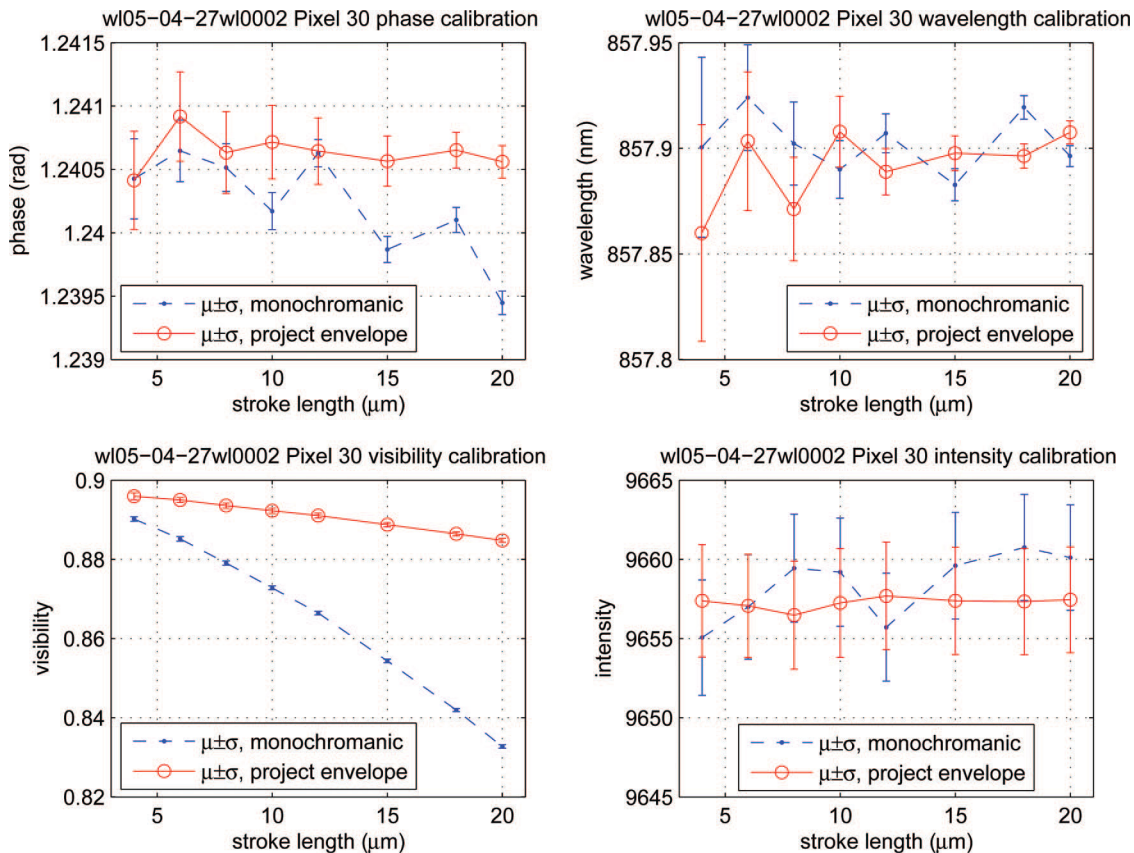 wl05−04−27wl0002 Pixel 30 phase calibration
1.2415
1.241
1.2405
1.24
1.2395
1.239
phase (rad)
μ±σ, monochromanic
μ±σ, project envelope
5 10 15 20
stroke length (μm)
wl05−04−27wl0002 Pixel 30 wavelength calibration
857.95
857.9
857.85
857.8
wavelength (nm)
μ±σ, monochromanic
μ±σ, project envelope
5 10 15 20
stroke length (μm)
wl05−04−27wl0002 Pixel 30 visibility calibration
0.9
0.88
0.86
0.84
0.82
visibility
μ±σ, monochromanic
μ±σ, project envelope
5 10 15 20
stroke length (μm)
wl05−04−27wl0002 Pixel 30 intensity calibration
9665
9660
9655
9650
9645
intensity
μ±σ, monochromanic
μ±σ, project envelope
5 10 15 20
stroke length (μm)